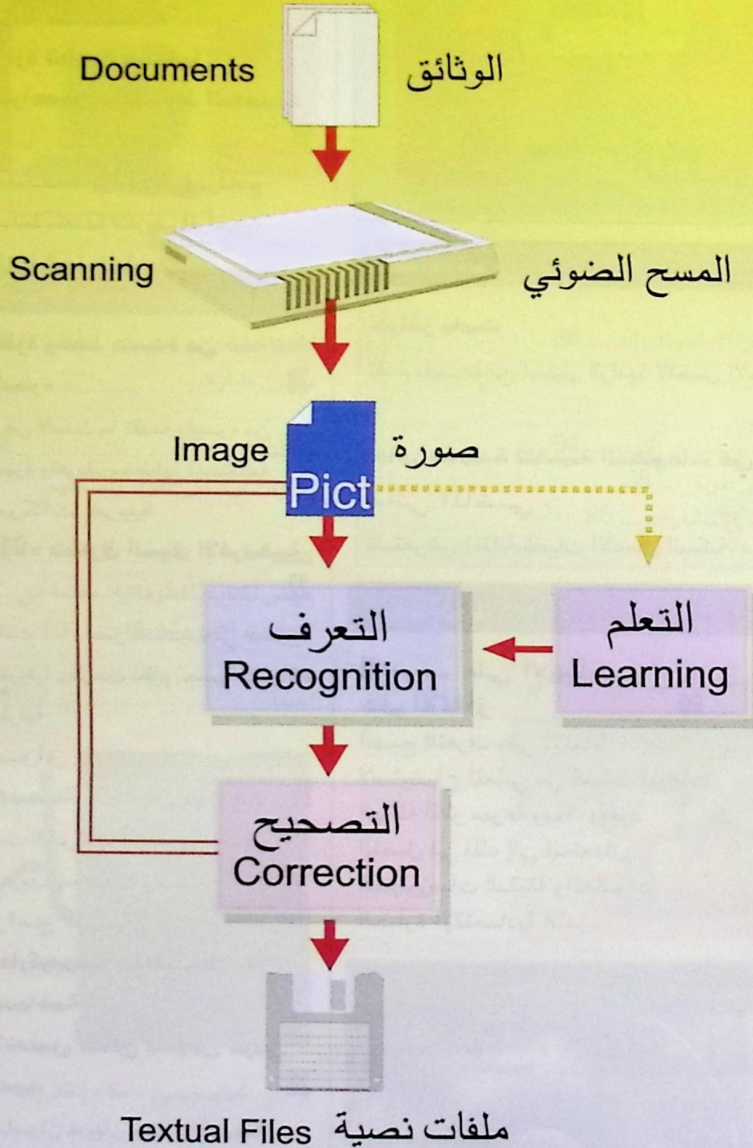 Documents الوثائق
Scanning المسح الضوئي
Image صورة
Pict
التعرف
Recognition
التعلم
Learning
التصحيح
Correction
Textual Files ملفات نصية